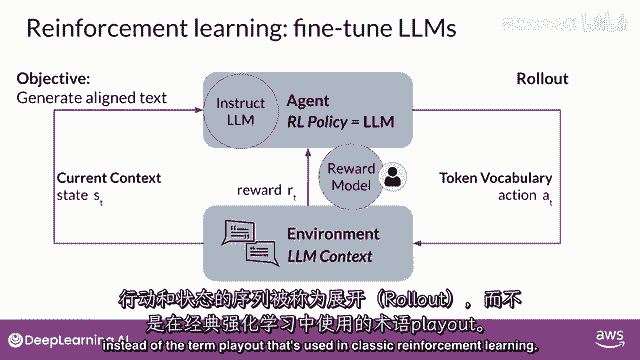 Reinforcement learning: fine-tune LLMs
Objective:
Generate aligned text
Instruct
LLM
Agent
RL Policy = LLM
Rollout
Current Context
state st
reward rt
Reward
Model
Token Vocabulary
action at
Environment
LLM Context
行动和状态的序列被称为展开（Rollout），而不
是在经典强化学习中使用的术语playout。
instead of the term playout that's used in classic reinforcement learning.
DeepLearning.AI
aws